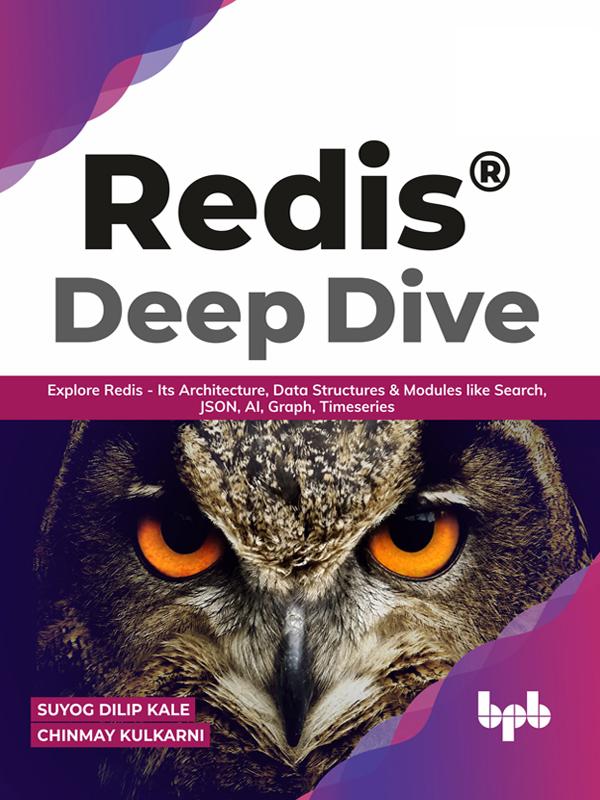 Redis®
Deep Dive
Explore Redis - Its Architecture, Data Structures & Modules like Search,
JSON, AI, Graph, Timeseries
SUYOG DILIP KALE
CHINMAY KULKARNI
bpb